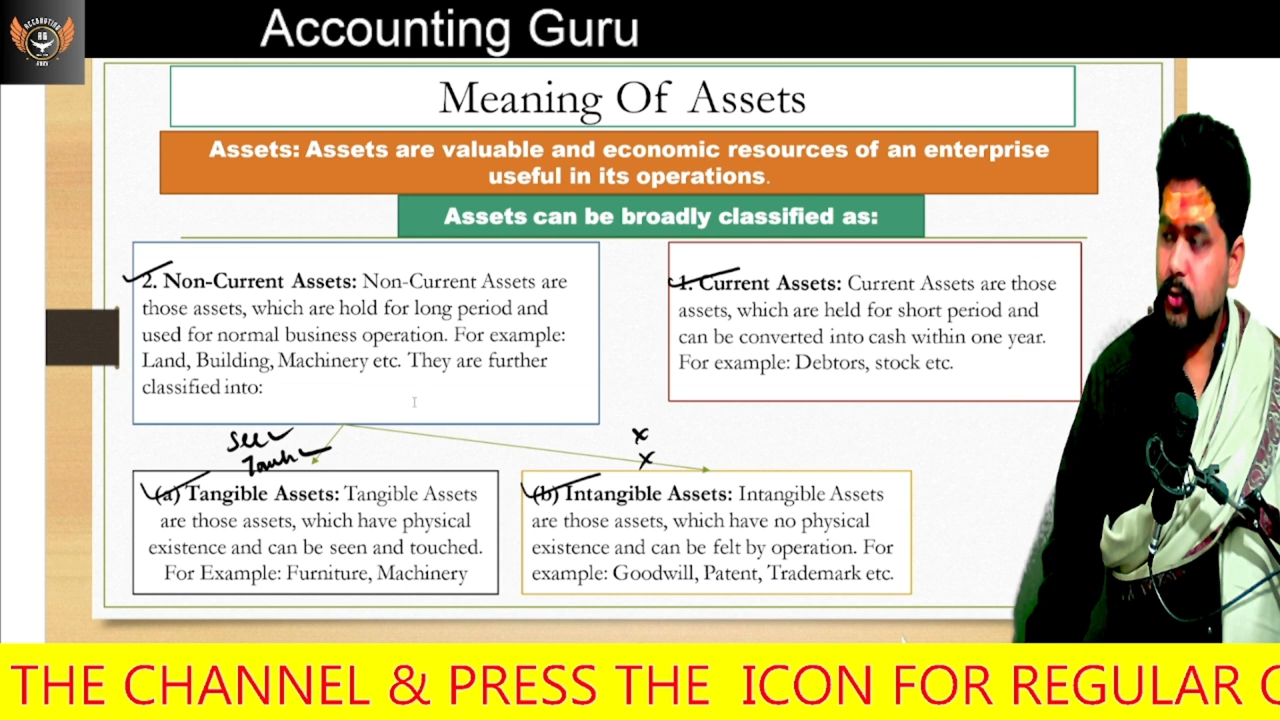 Accounting Guru
Meaning Of Assets
Assets: Assets are valuable and economic resources of an enterprise
useful in its operations.
Assets can be broadly classified as:
2. Non-Current Assets: Non-Current Assets are
those assets, which are hold for long period and
used for normal business operation. For example:
Land, Building, Machinery etc. They are further
classified into:
1. Current Assets: Current Assets are those
assets, which are held for short period and
can be converted into cash within one year.
For example: Debtors, stock etc.
See
Touch
x
x
(a) Tangible Assets: Tangible Assets
are those assets, which have physical
existence and can be seen and touched.
For Example: Furniture, Machinery
(b) Intangible Assets: Intangible Assets
are those assets, which have no physical
existence and can be felt by operation. For
example: Goodwill, Patent, Trademark etc.
THE CHANNEL & PRESS THE ICON FOR REGULAR